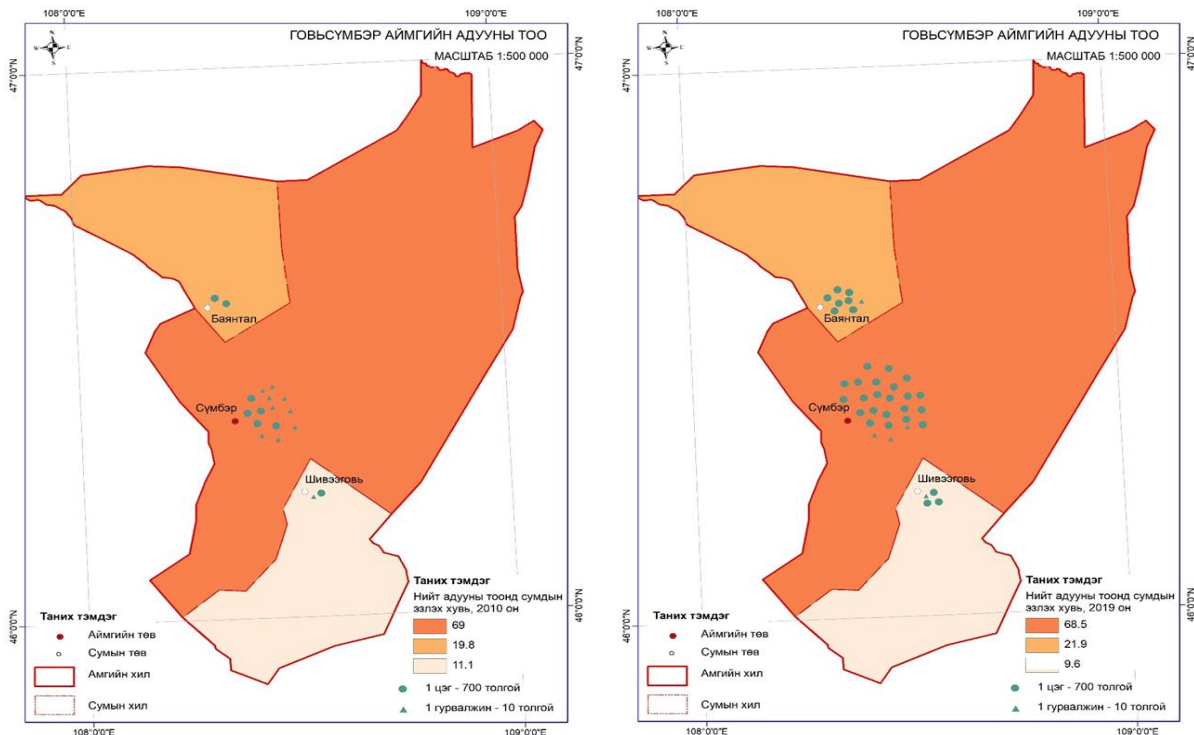 108°0'0"E
109°0'0"E
ГОВЬСҮМБЭР АЙМГИЙН АДУУНЫ ТОО
МАСШТАБ 1:500 000
N
W
E
S
47°0'0"N
47°0'0"N
Баянтал
Сүмбэр
Шивээговь
46°0'0"N
46°0'0"N
Таних тэмдэг
Аймгийн төв
Сумын төв
Амгийн хил
Сумын хил
Таних тэмдэг
Нийт адууны тоонд сумдын
эзлэх хувь, 2010 он
69
19.8
11.1
1 цэг - 700 толгой
1 гурвалжин - 10 толгой
108°0'0"E
109°0'0"E
108°0'0"E
109°0'0"E
ГОВЬСҮМБЭР АЙМГИЙН АДУУНЫ ТОО
МАСШТАБ 1:500 000
N
W
E
S
47°0'0"N
47°0'0"N
Баянтал
Сүмбэр
Шивээговь
46°0'0"N
46°0'0"N
Таних тэмдэг
Аймгийн төв
Сумын төв
Амгийн хил
Сумын хил
Таних тэмдэг
Нийт адууны тоонд сумдын
эзлэх хувь, 2019 он
68.5
21.9
9.6
1 цэг - 700 толгой
1 гурвалжин - 10 толгой
108°0'0"E
109°0'0"E